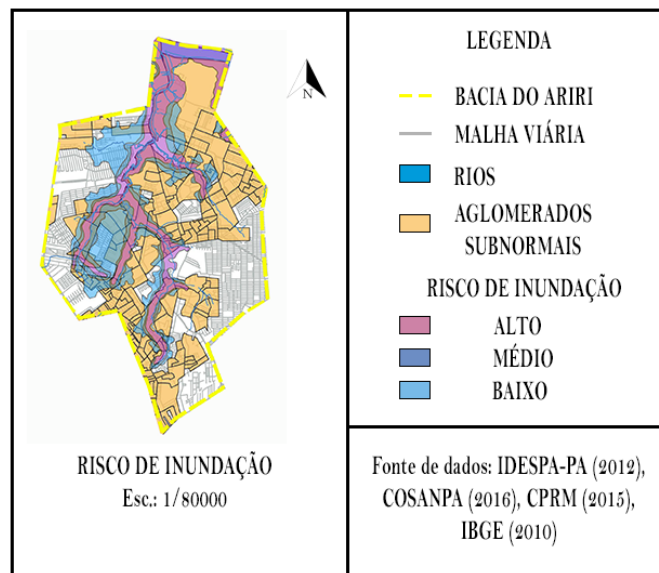 N
RISCO DE INUNDAÇÃO
Esc.: 1/80000
LEGENDA
BACIA DO ARIRI
MALHA VIÁRIA
RIOS
AGLOMERADOS
SUBNORMAIS
RISCO DE INUNDAÇÃO
ALTO
MÉDIO
BAIXO
Fonte de dados: IDESPA-PA (2012),
COSANPA (2016), CPRM (2015),
IBGE (2010)